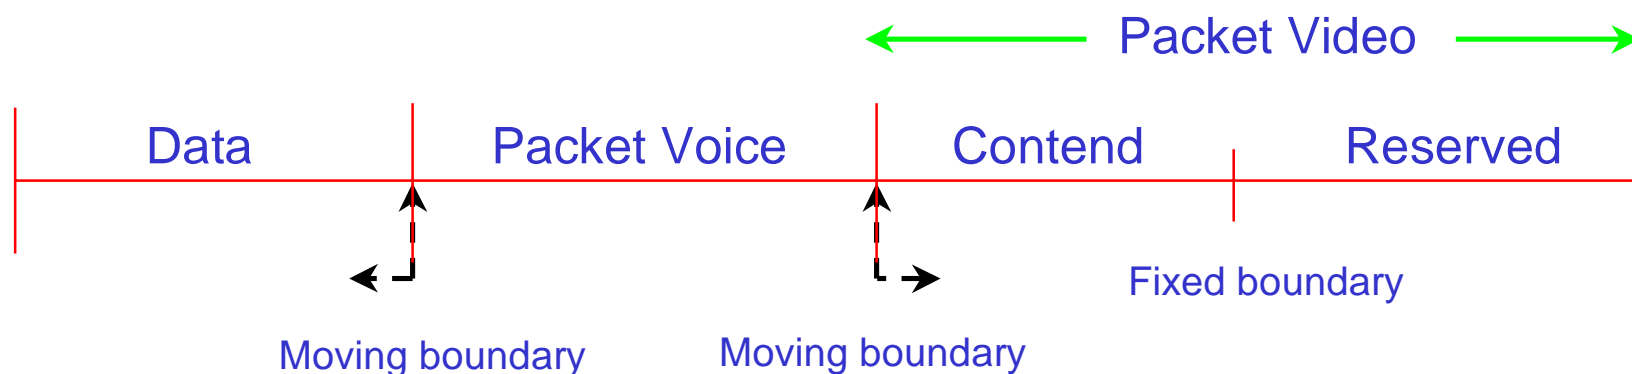 Packet Video
Data Packet Voice Contend Reserved
Fixed boundary
Moving boundary Moving boundary